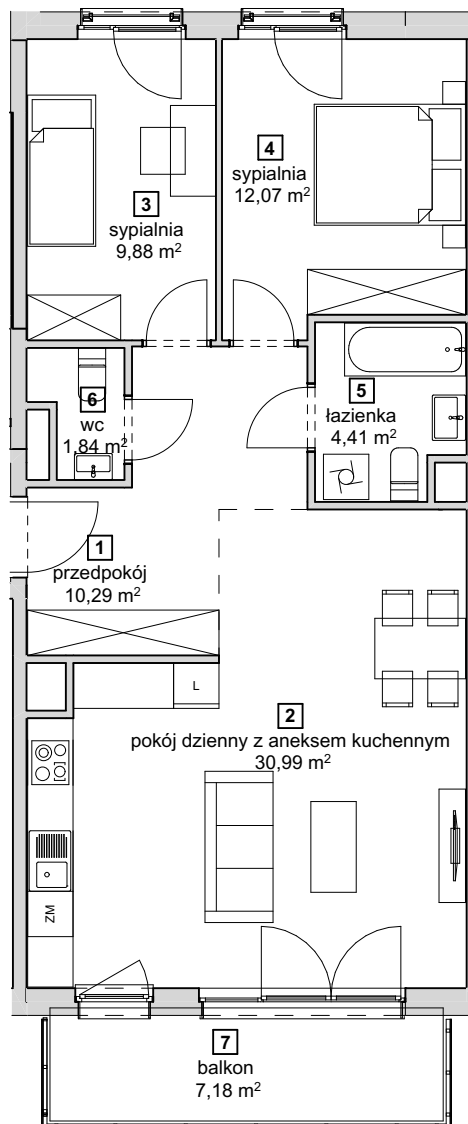 4
sypialnia
12,07 m²
3
sypialnia
9,88 m²
6
wc
1,84 m²
5
łazienka
4,41 m²
1
przedpokój
10,29 m²
L
2
pokój dzienny z aneksem kuchennym
30,99 m²
ZM
7
balkon
7,18 m²